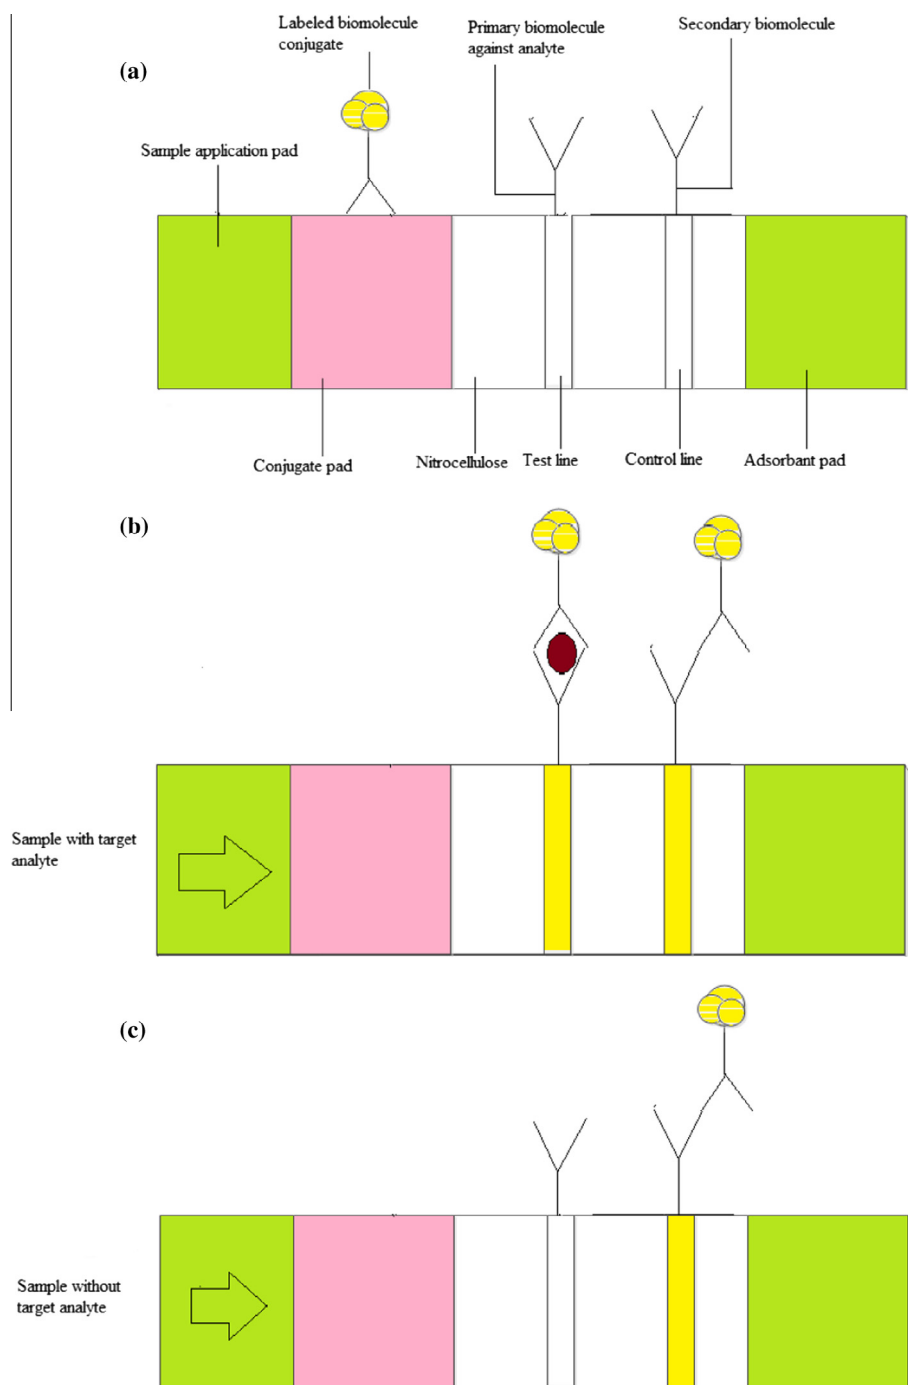 (a)
Labeled biomolecule
conjugate
Primary biomolecule
against analyte
Secondary biomolecule
Sample application pad
Conjugate pad
Nitrocellulose
Test line
Control line
Adsorbant pad
(b)
Sample with target
analyte
(c)
Sample without
target analyte